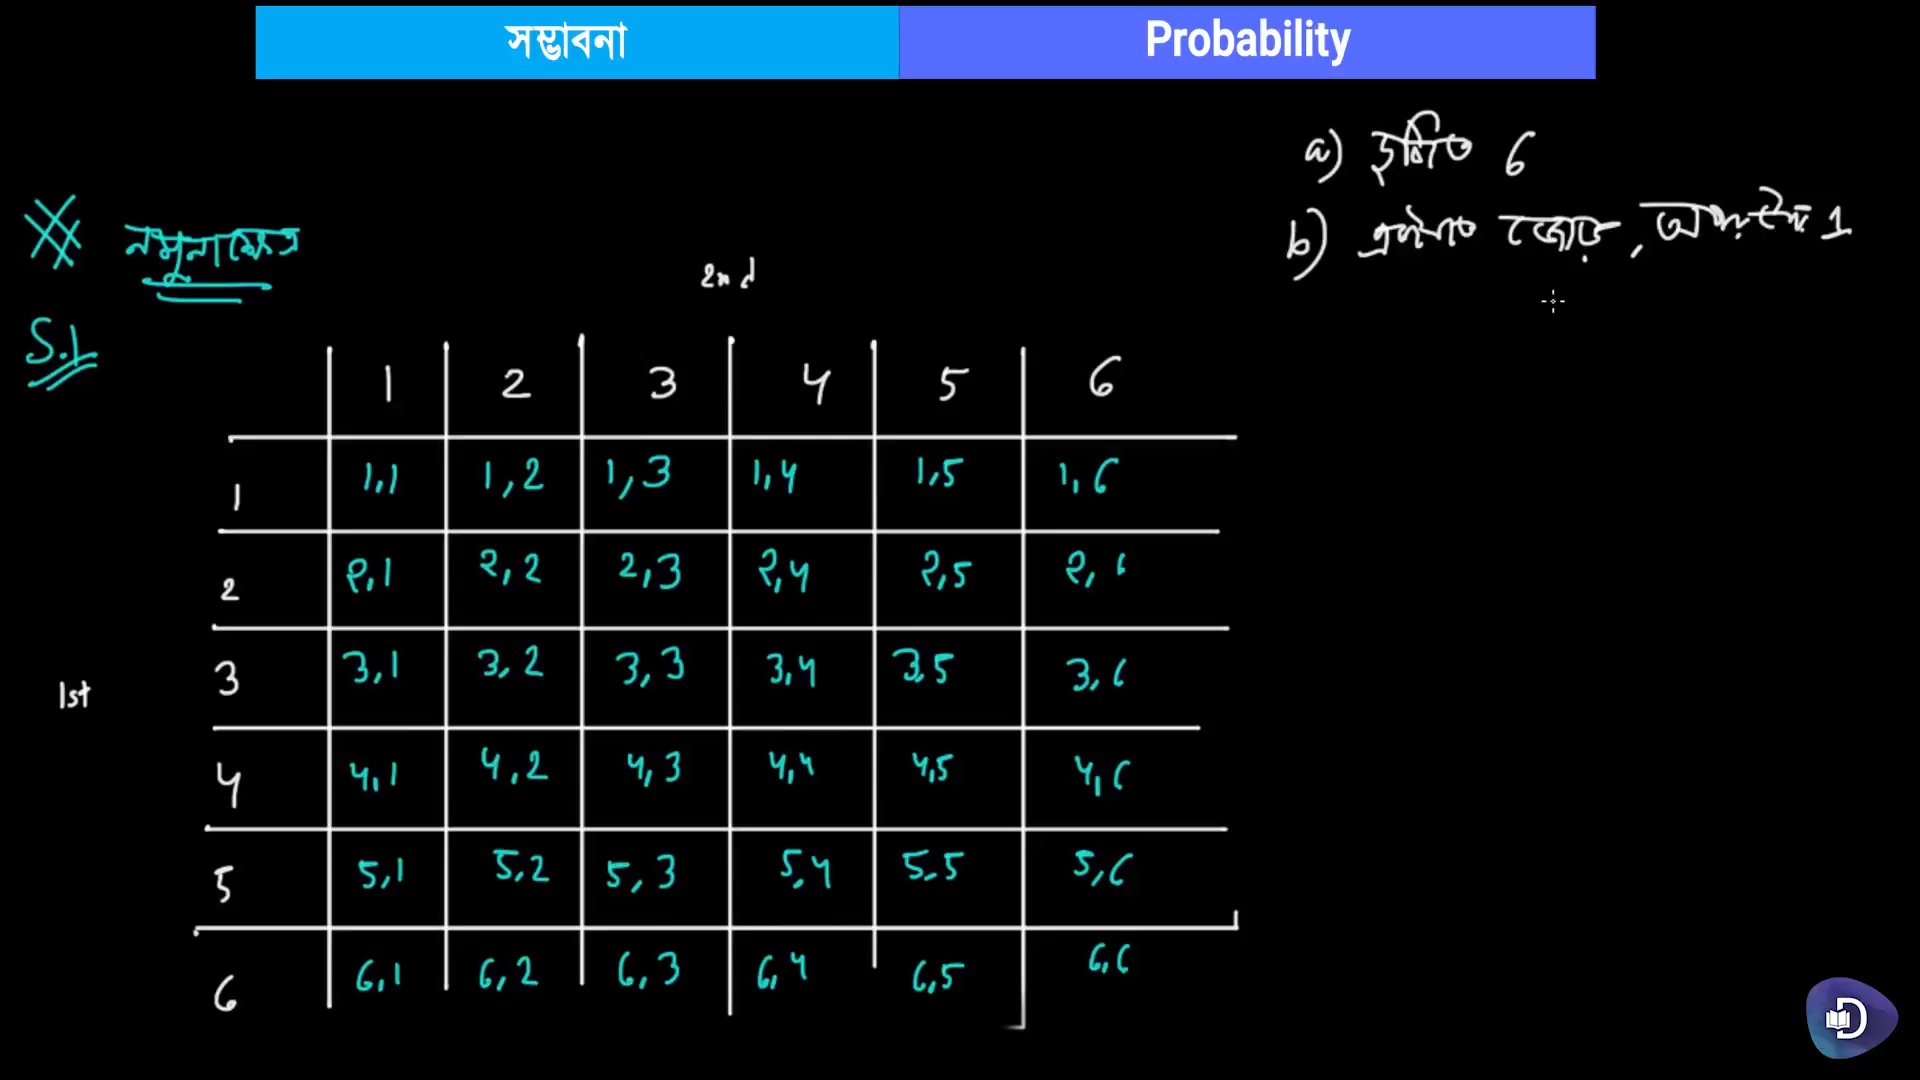 সম্ভাবনা Probability
a) দুটিতে 6
b) একটাতে জোড়, অপরটায় 1
নমুনাক্ষেত্র
2nd
S.1
1 2 3 4 5 6
1 1,1 1,2 1,3 1,4 1,5 1,6
2 2,1 2,2 2,3 2,4 2,5 2,6
1st
3 3,1 3,2 3,3 3,4 3,5 3,6
4 4,1 4,2 4,3 4,4 4,5 4,6
5 5,1 5,2 5,3 5,4 5,5 5,6
6 6,1 6,2 6,3 6,4 6,5 6,6